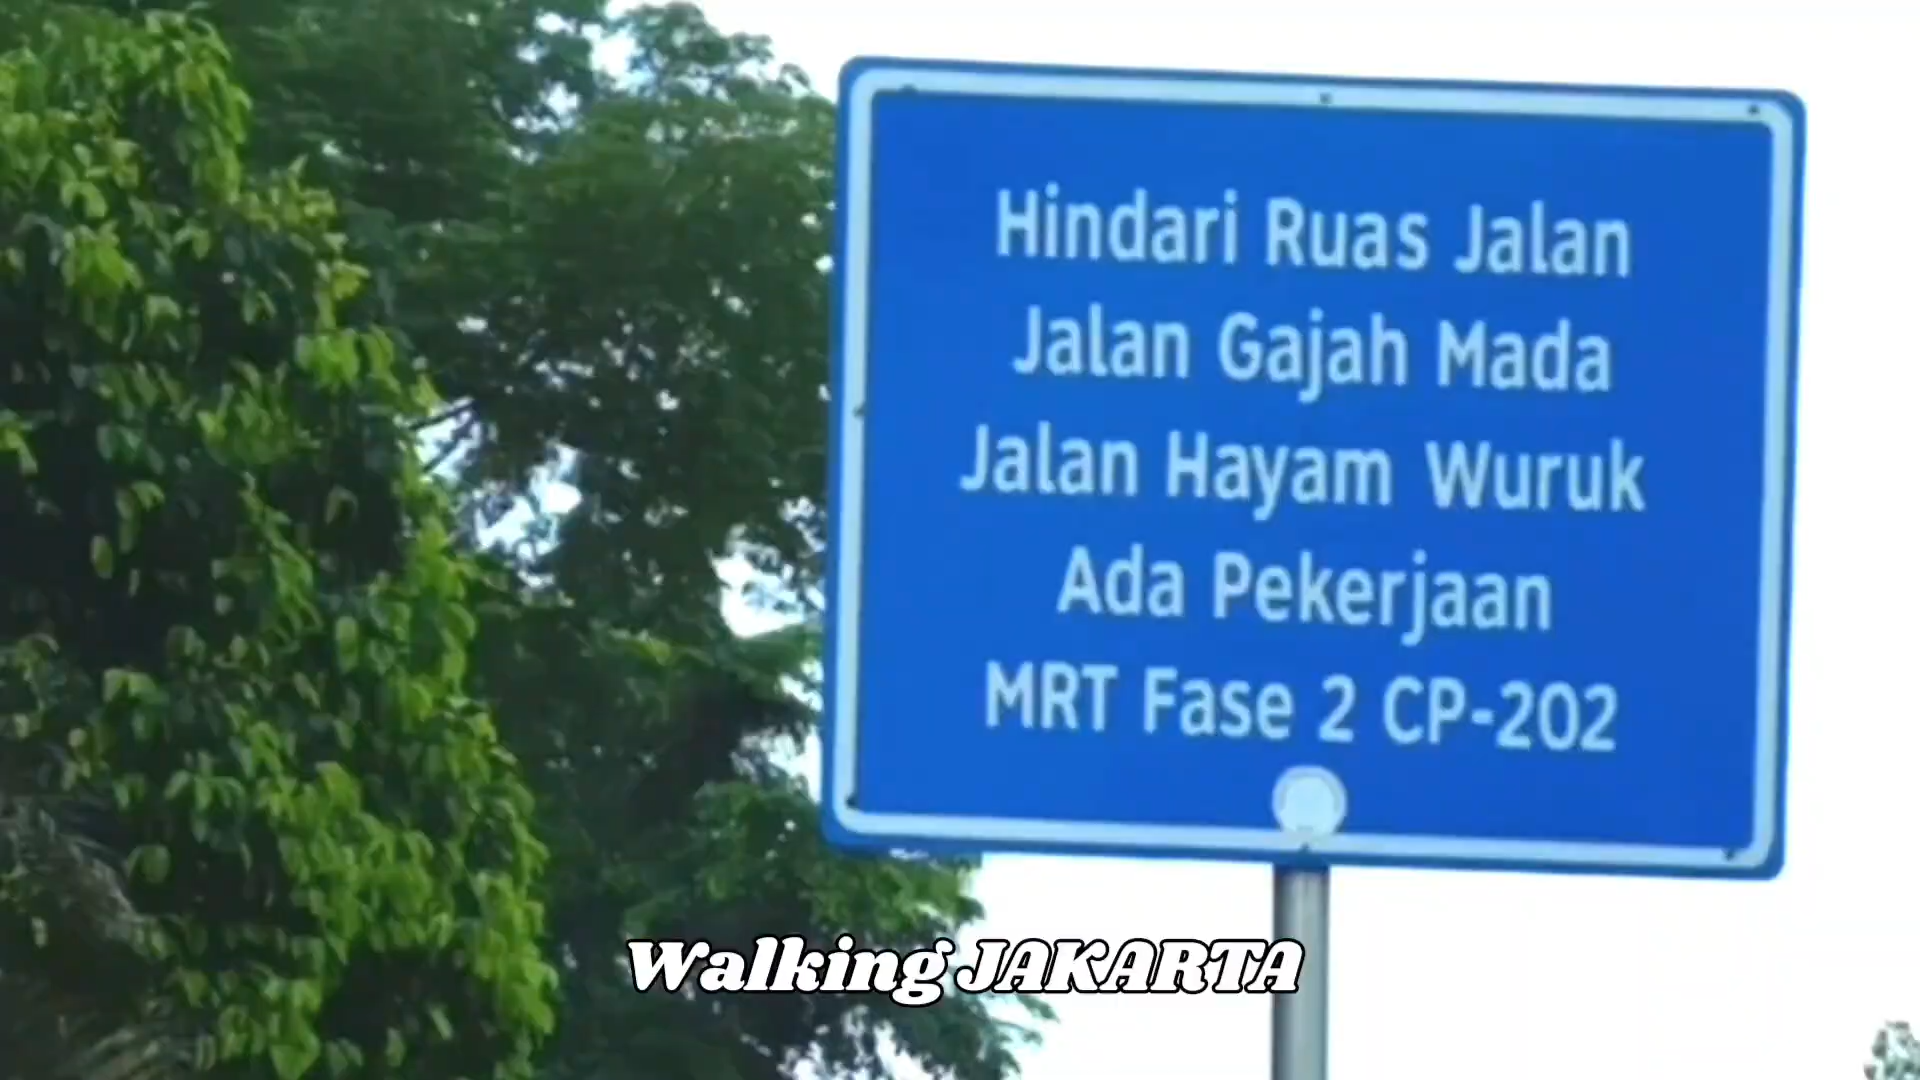 Hindari Ruas Jalan
Jalan Gajah Mada
Jalan Hayam Wuruk
Ada Pekerjaan
MRT Fase 2 CP-202
Walking JAKARTA